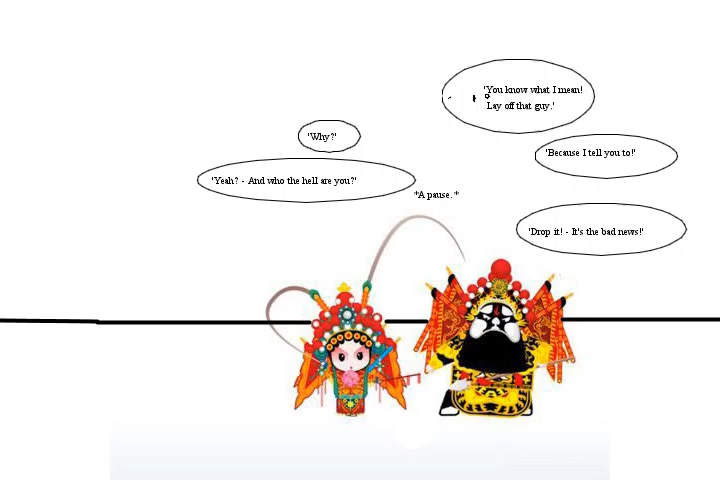 'You know what I mean!
Lay off that guy.'
'Why?'
'Because I tell you to!'
'Yeah? - And who the hell are you?'
*A pause.*
'Drop it! - It's the bad news!'